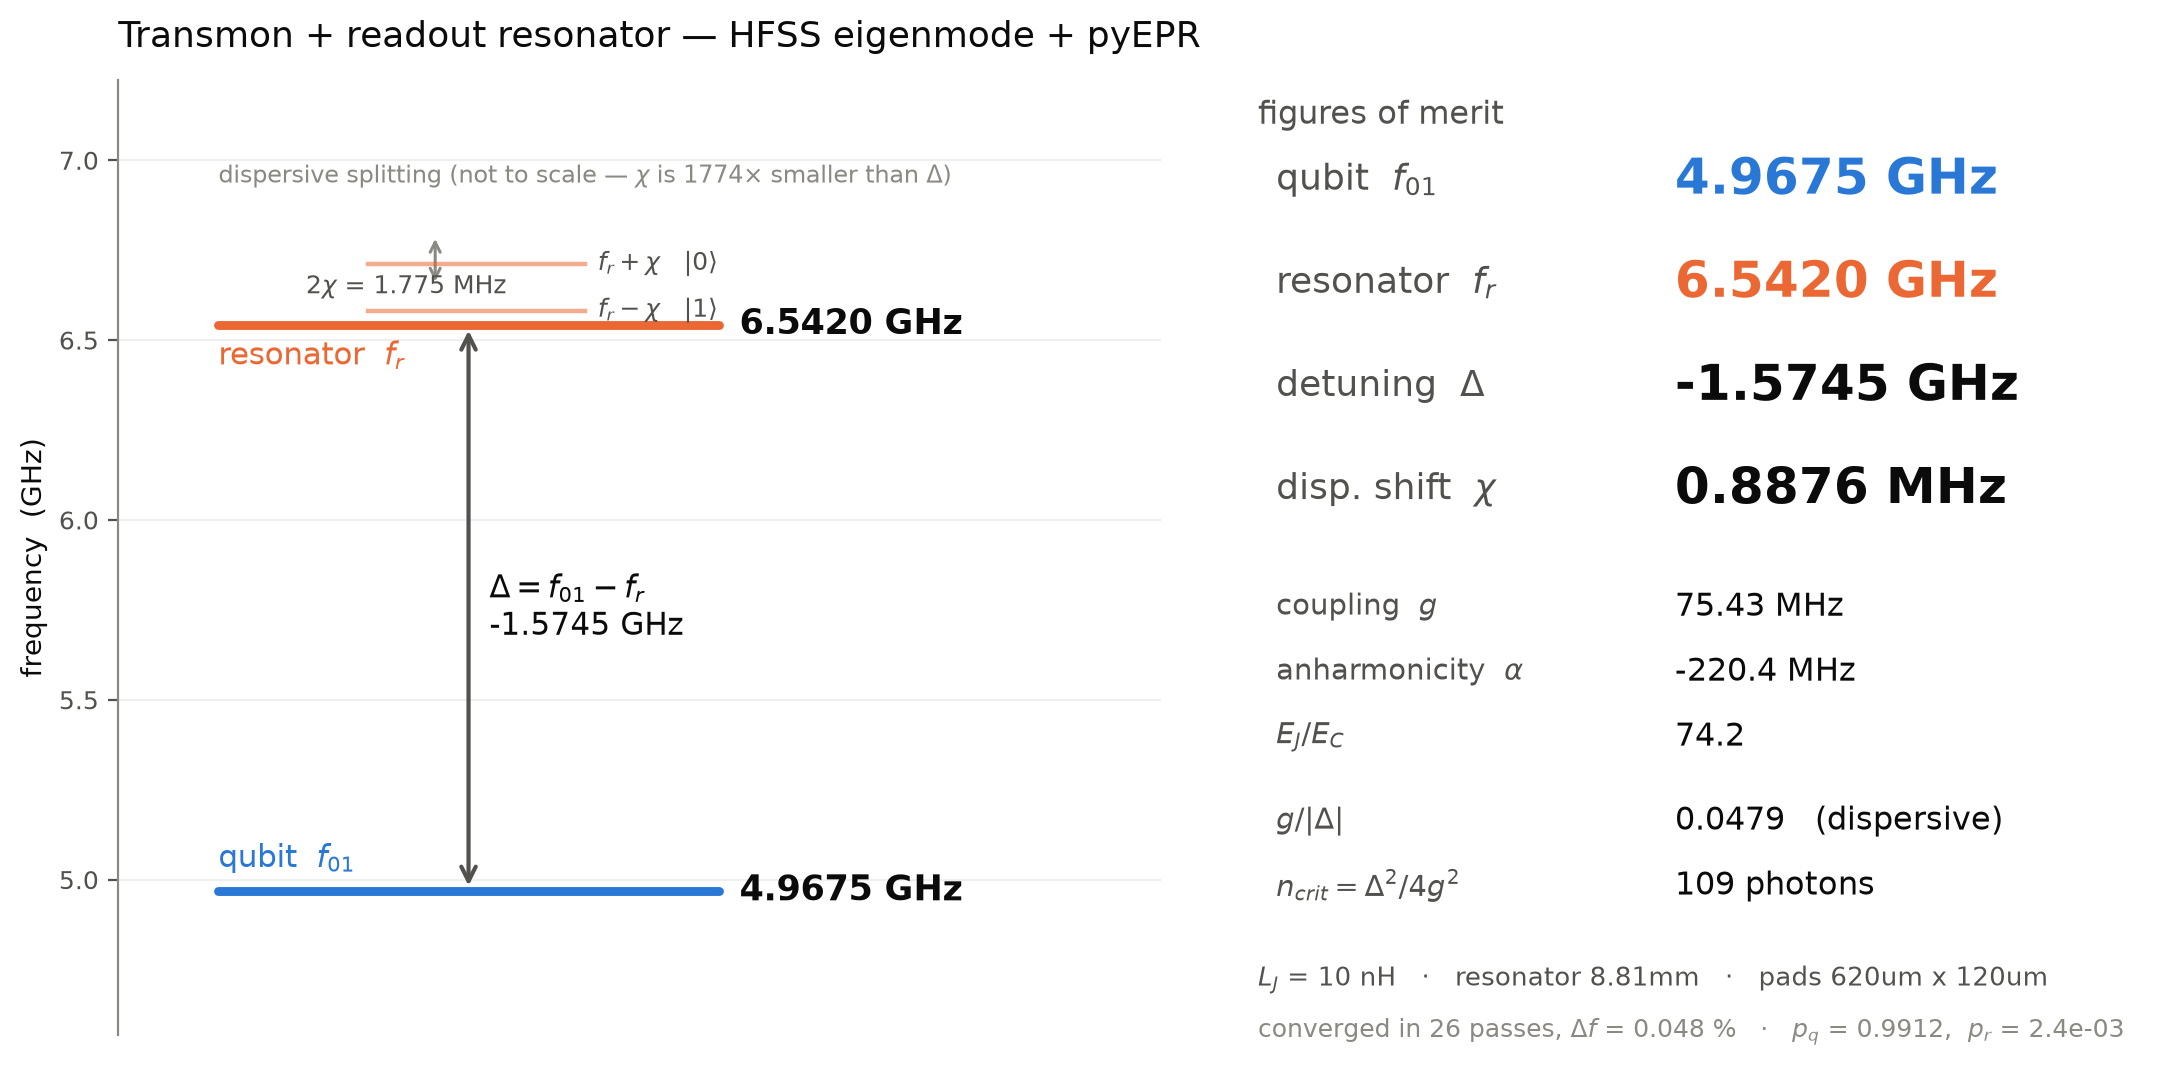 Transmon + readout resonator — HFSS eigenmode + pyEPR
frequency (GHz)
7.0
6.5
6.0
5.5
5.0
dispersive splitting (not to scale — χ is 1774× smaller than Δ)
f_r + χ |0⟩
2χ = 1.775 MHz
f_r − χ |1⟩
6.5420 GHz
resonator f_r
Δ = f_01 − f_r
-1.5745 GHz
qubit f_01
4.9675 GHz
figures of merit
qubit f_01 4.9675 GHz
resonator f_r 6.5420 GHz
detuning Δ -1.5745 GHz
disp. shift χ 0.8876 MHz
coupling g 75.43 MHz
anharmonicity α -220.4 MHz
E_J/E_C 74.2
g/|Δ| 0.0479 (dispersive)
n_crit = Δ²/4g² 109 photons
L_J = 10 nH · resonator 8.81mm · pads 620um x 120um
converged in 26 passes, Δf = 0.048 % · p_q = 0.9912, p_r = 2.4e-03